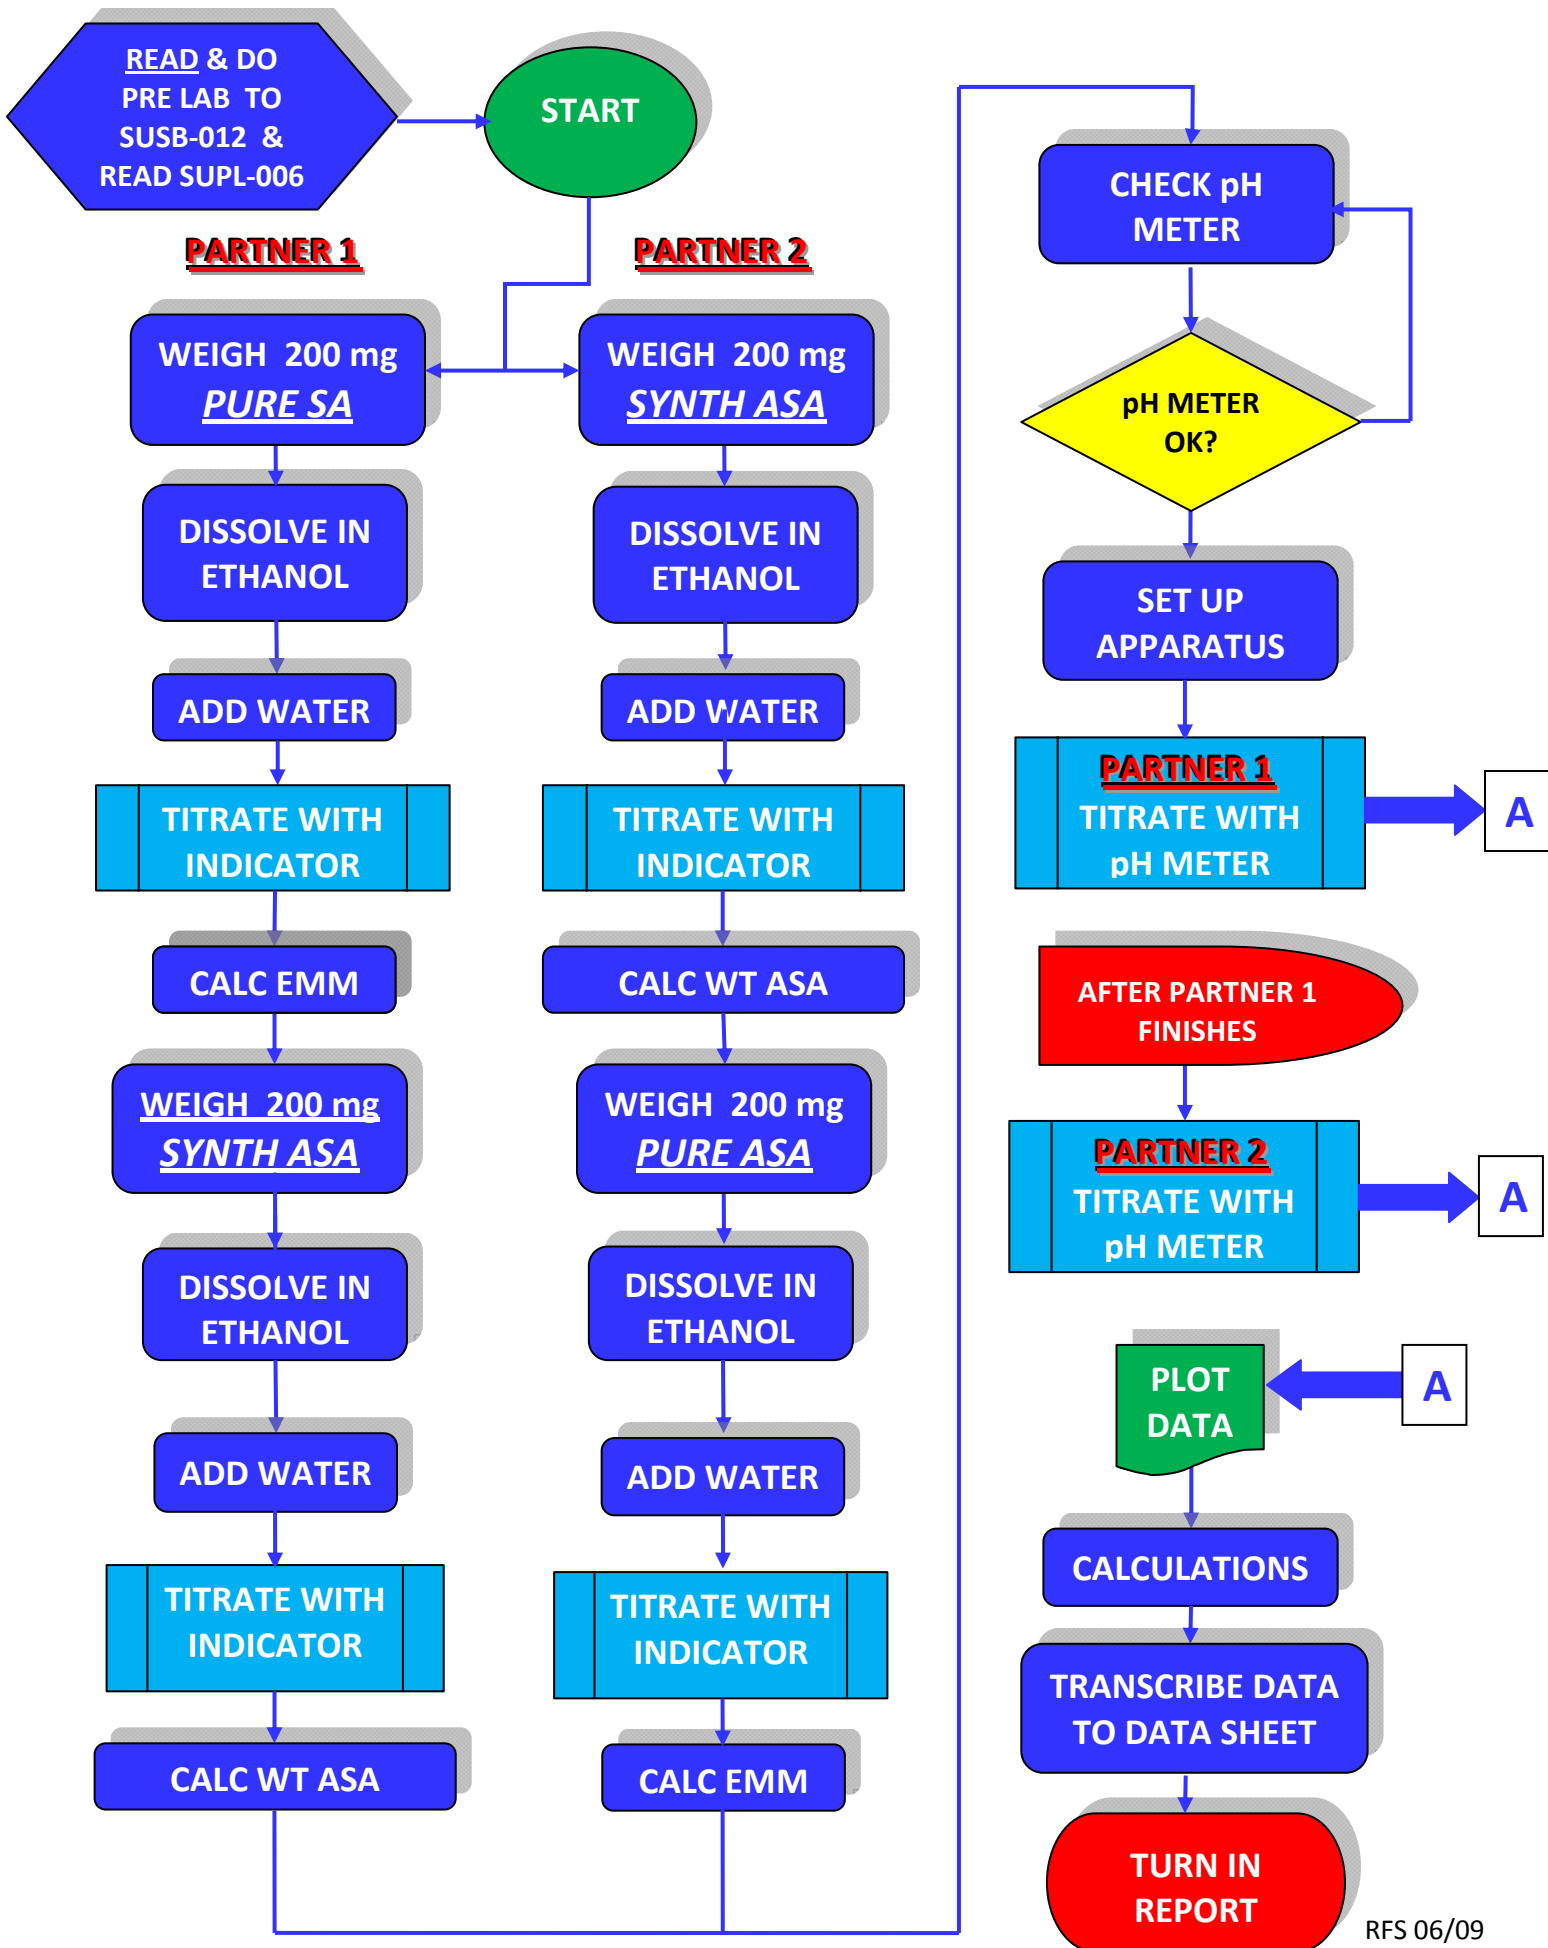 READ & DO
PRE LAB TO
SUSB-012 &
READ SUPL-006
START
PARTNER 1
WEIGH 200 mg
PURE SA
DISSOLVE IN
ETHANOL
ADD WATER
TITRATE WITH
INDICATOR
CALC EMM
WEIGH 200 mg
SYNTH ASA
DISSOLVE IN
ETHANOL
ADD WATER
TITRATE WITH
INDICATOR
CALC WT ASA
PARTNER 2
WEIGH 200 mg
SYNTH ASA
DISSOLVE IN
ETHANOL
ADD WATER
TITRATE WITH
INDICATOR
CALC WT ASA
WEIGH 200 mg
PURE ASA
DISSOLVE IN
ETHANOL
ADD WATER
TITRATE WITH
INDICATOR
CALC EMM
CHECK pH
METER
pH METER
OK?
SET UP
APPARATUS
PARTNER 1
TITRATE WITH
pH METER
A
AFTER PARTNER 1
FINISHES
PARTNER 2
TITRATE WITH
pH METER
A
PLOT
DATA
A
CALCULATIONS
TRANSCRIBE DATA
TO DATA SHEET
TURN IN
REPORT
RFS 06/09